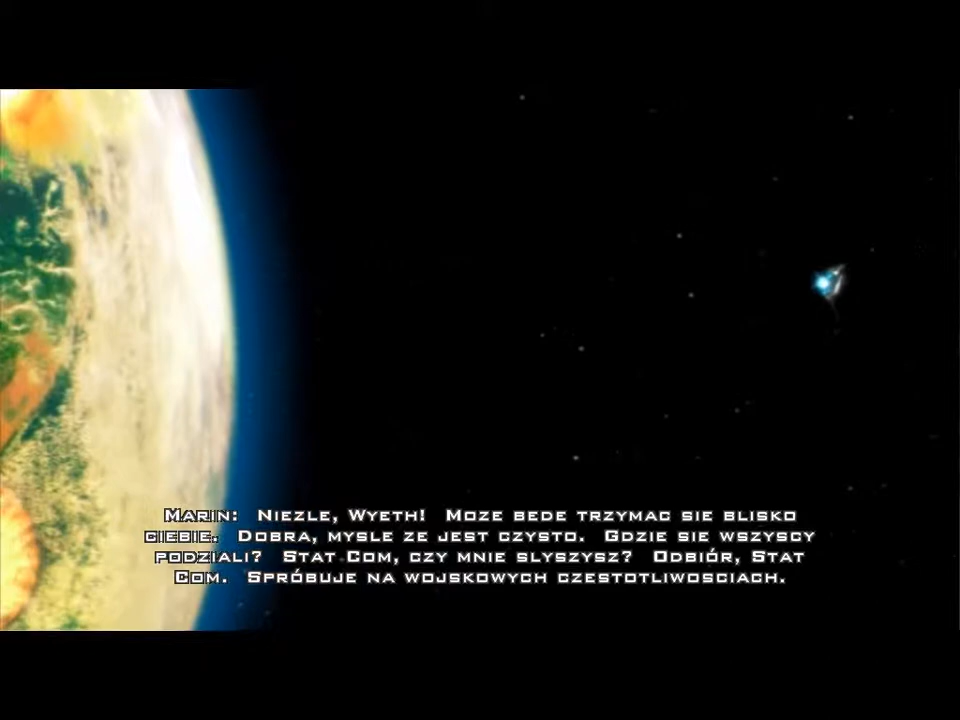 Marin: Niezle, Wyeth! Moze bede trzymac sie blisko
ciebie. Dobra, mysle ze jest czysto. Gdzie sie wszyscy
podziali? Stat Com, czy mnie slyszysz? Odbiór, Stat
Com. Spróbuje na wojskowych czestotliwosciach.